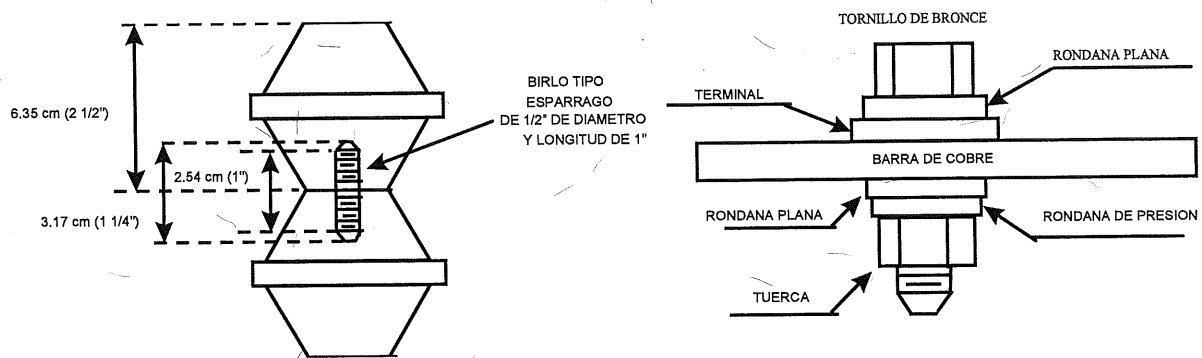 6.35 cm (2 1/2")
2.54 cm (1")
3.17 cm (1 1/4")
BIRLO TIPO
ESPARRAGO
DE 1/2" DE DIAMETRO
Y LONGITUD DE 1"
TORNILLO DE BRONCE
RONDANA PLANA
TERMINAL
BARRA DE COBRE
RONDANA PLANA
RONDANA DE PRESION
TUERCA